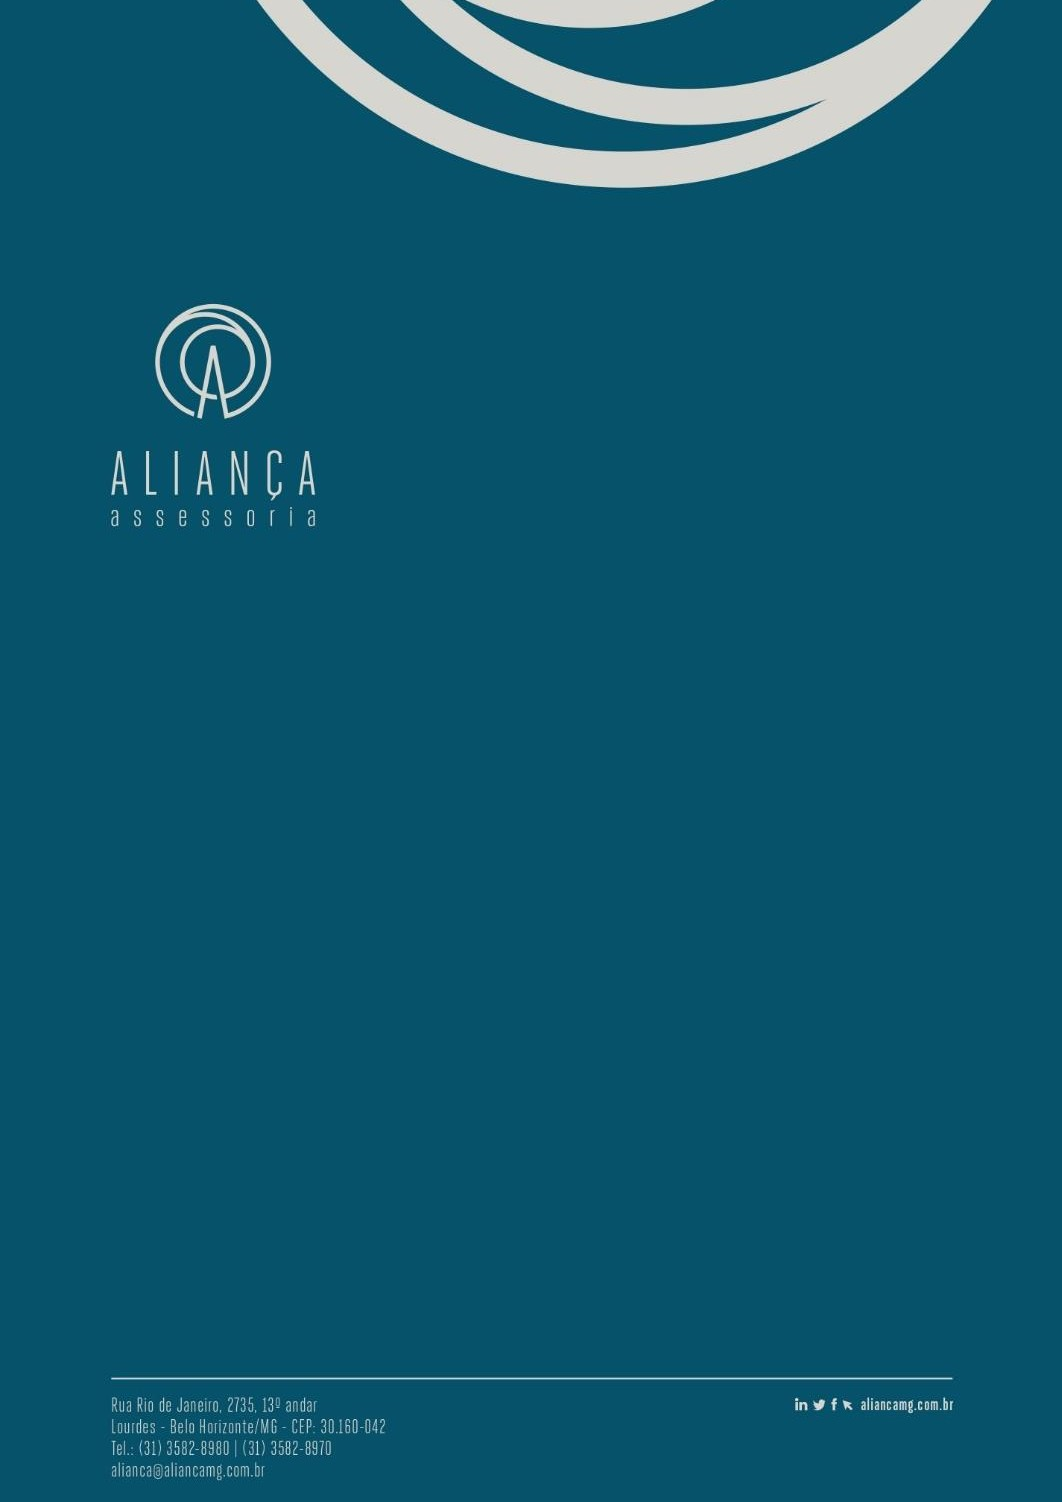 ALIANÇA
assessoria
Rua Rio de Janeiro, 2735, 13º andar
Lourdes - Belo Horizonte/MG - CEP: 30.160-042
Tel.: (31) 3582-8980 | (31) 3582-8970
alianca@aliancamg.com.br
aliancamg.com.br